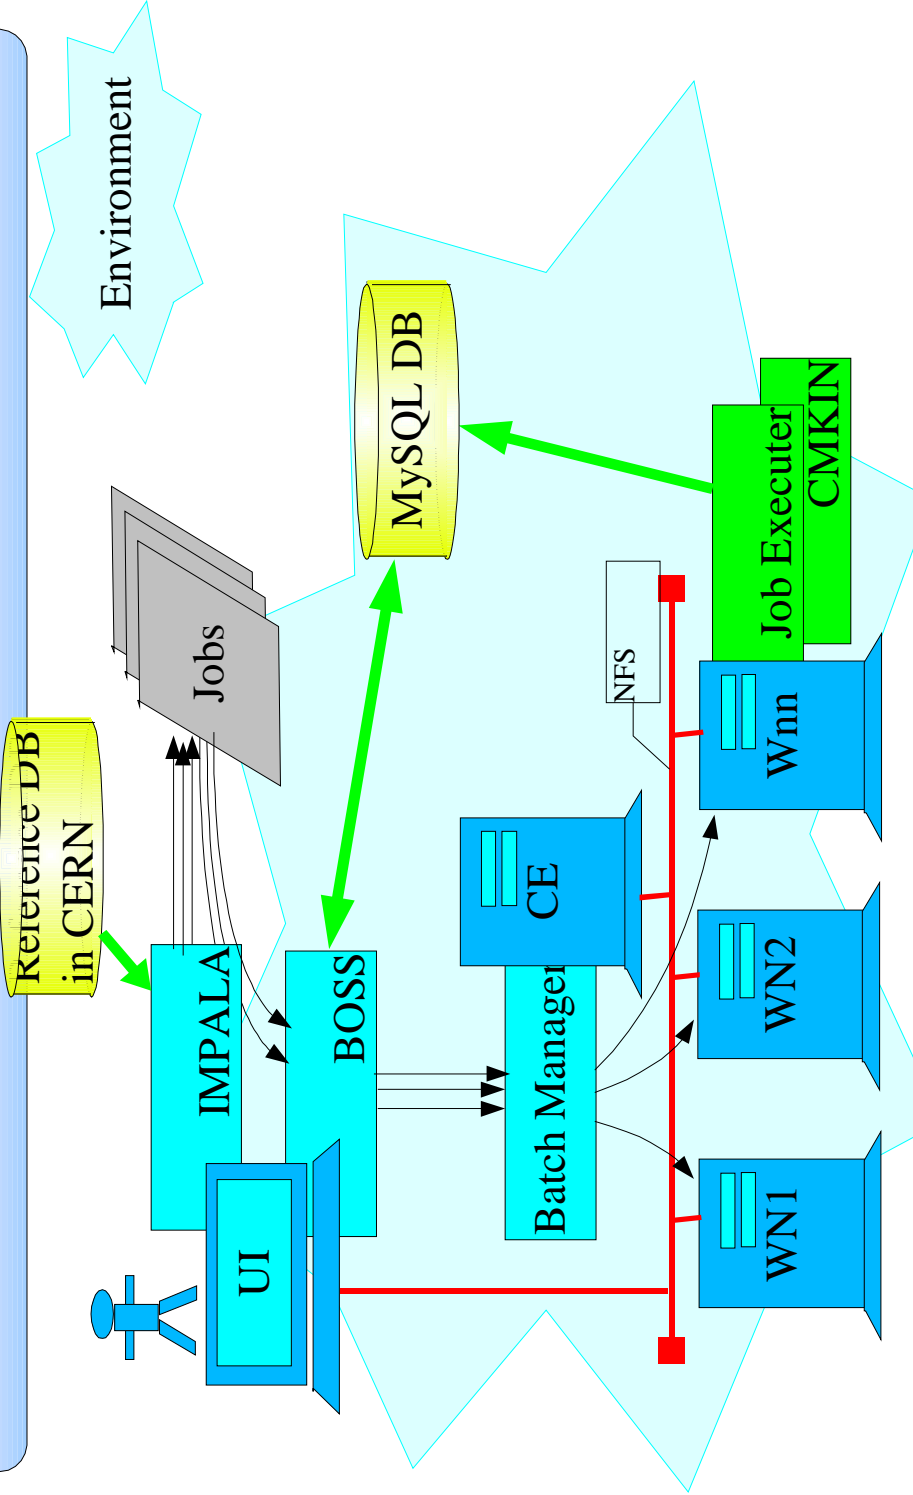 Environment
Reference DB
in CERN
Jobs
IMPALA
MySQL DB
UI
BOSS
Batch Manager
CE
NFS
Job Executer
CMKIN
WN1
WN2
Wnn